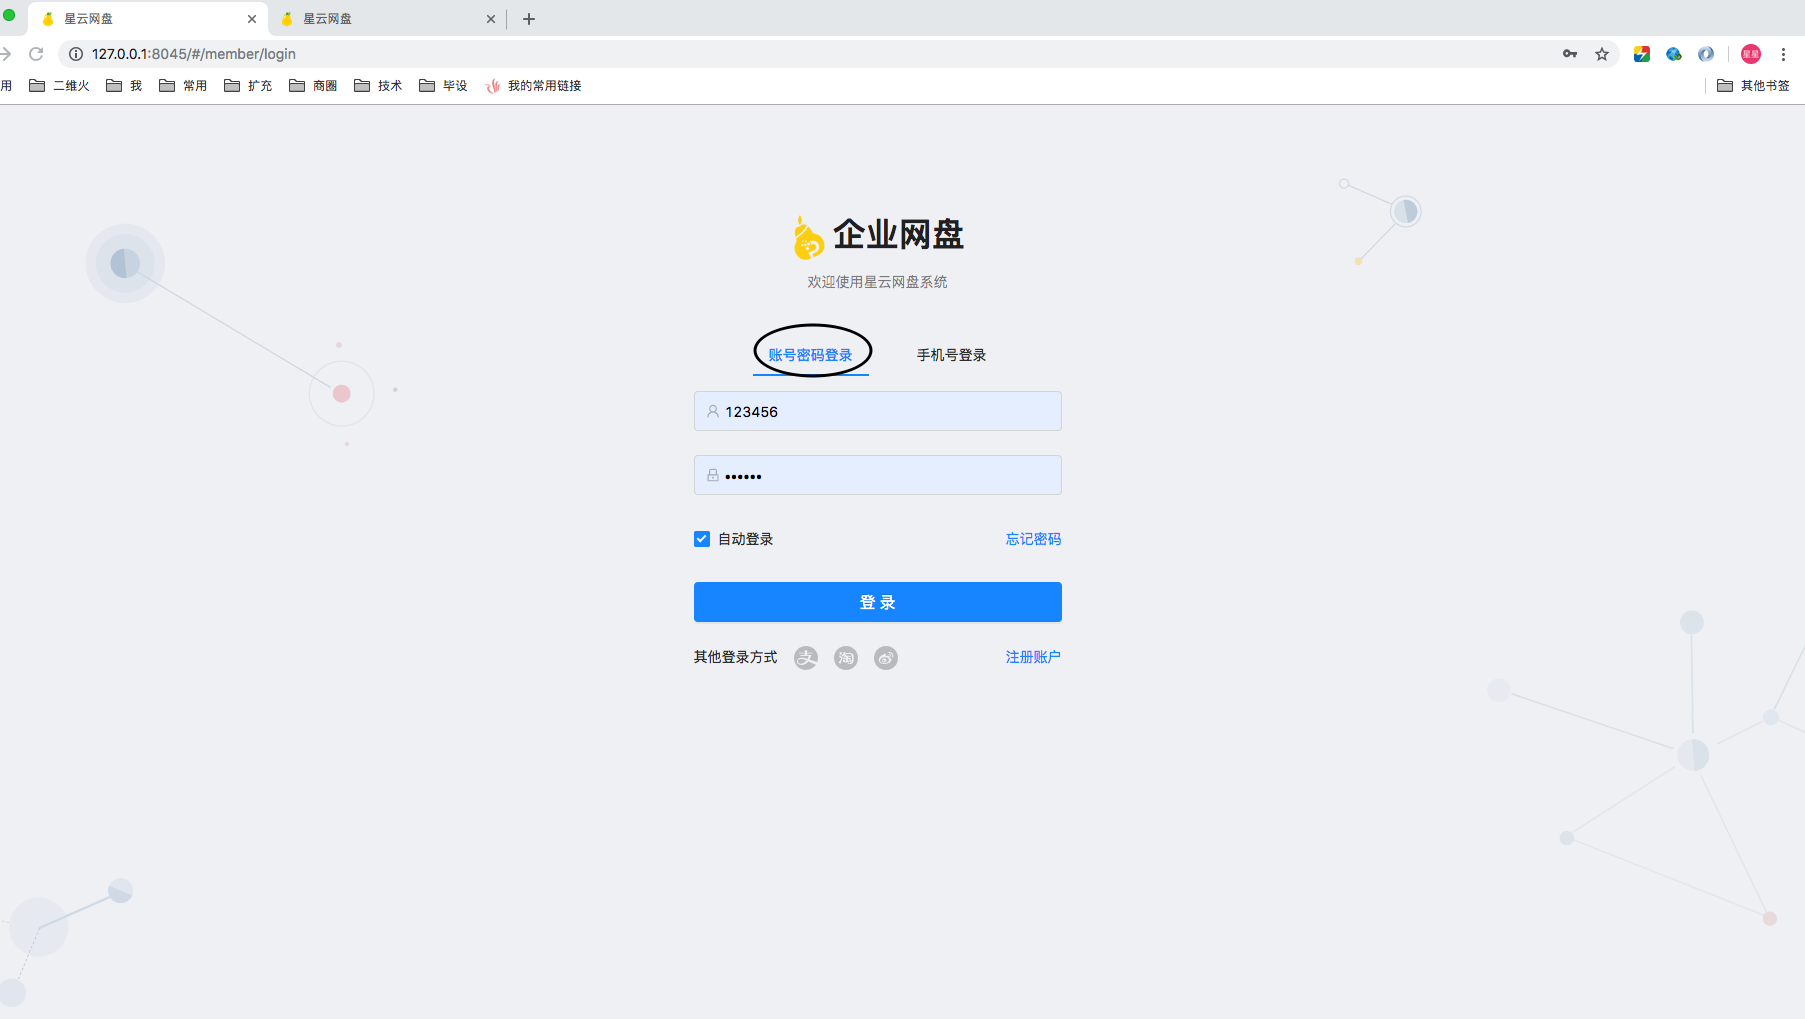 星云网盘
星云网盘
127.0.0.1:8045/#/member/login
星星
用 二维火 我 常用 扩充 商圈 技术 毕设 我的常用链接 其他书签
企业网盘
欢迎使用星云网盘系统
账号密码登录 手机号登录
123456
••••••
自动登录 忘记密码
登 录
其他登录方式 支 淘 注册账户